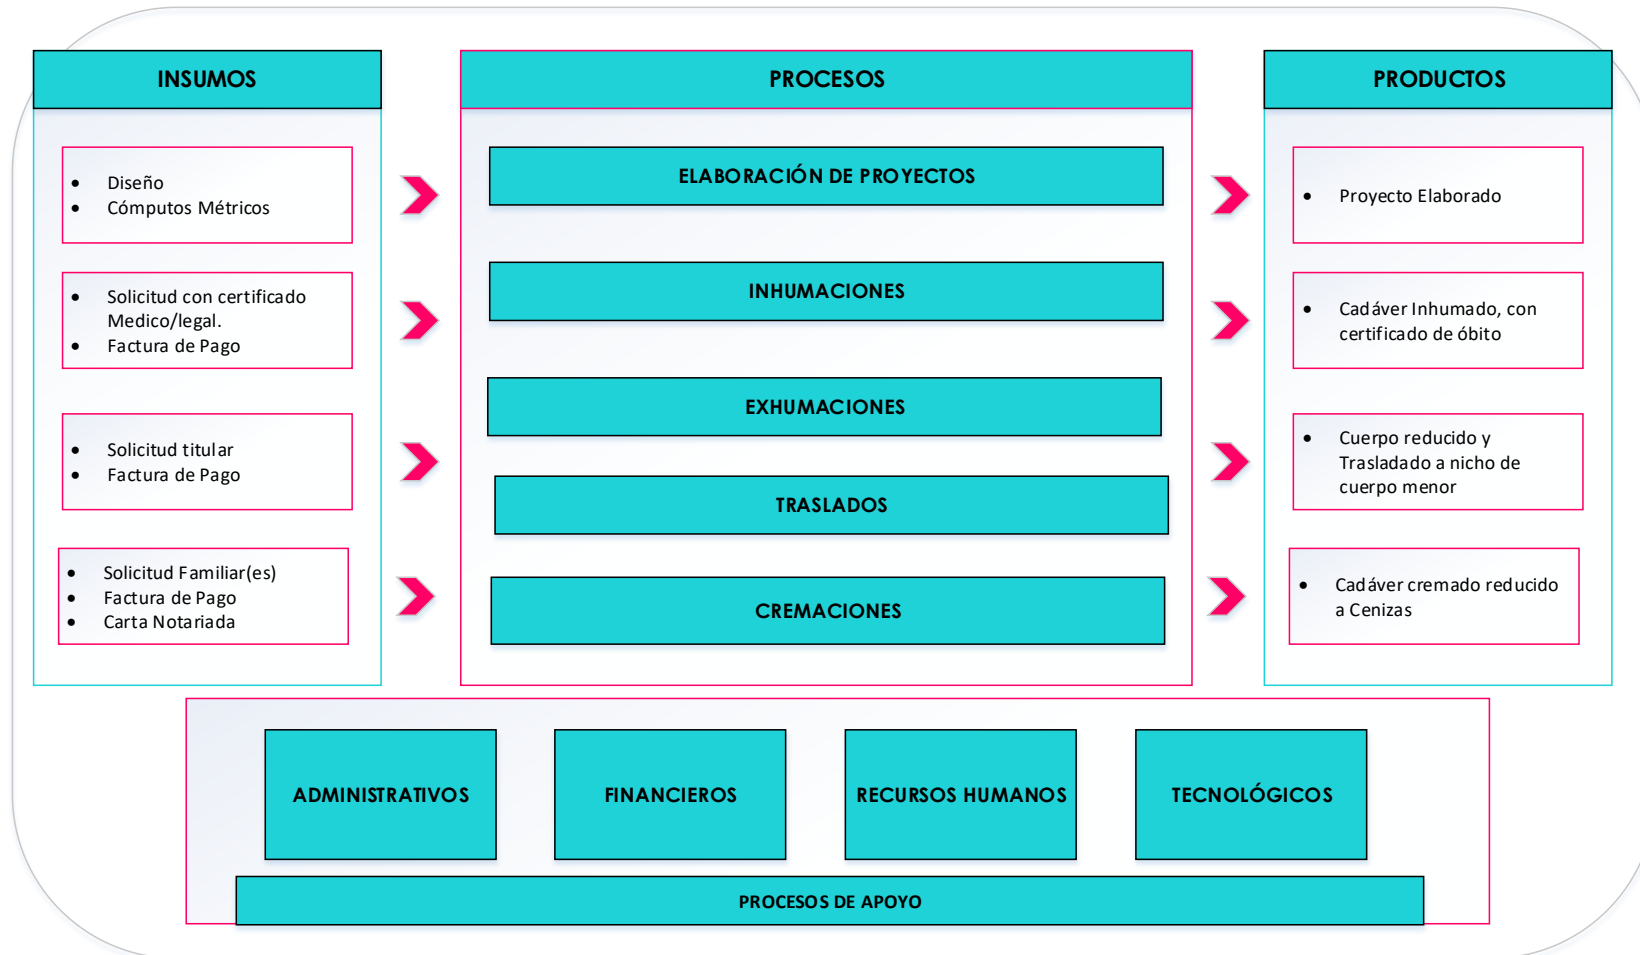 INSUMOS
• Diseño
• Cómputos Métricos
• Solicitud con certificado
Medico/legal.
• Factura de Pago
• Solicitud titular
• Factura de Pago
• Solicitud Familiar(es)
• Factura de Pago
• Carta Notariada
PROCESOS
ELABORACIÓN DE PROYECTOS
INHUMACIONES
EXHUMACIONES
TRASLADOS
CREMACIONES
PRODUCTOS
• Proyecto Elaborado
• Cadáver Inhumado, con
certificado de óbito
• Cuerpo reducido y
Trasladado a nicho de
cuerpo menor
• Cadáver cremado reducido
a Cenizas
ADMINISTRATIVOS
FINANCIEROS
RECURSOS HUMANOS
TECNOLÓGICOS
PROCESOS DE APOYO